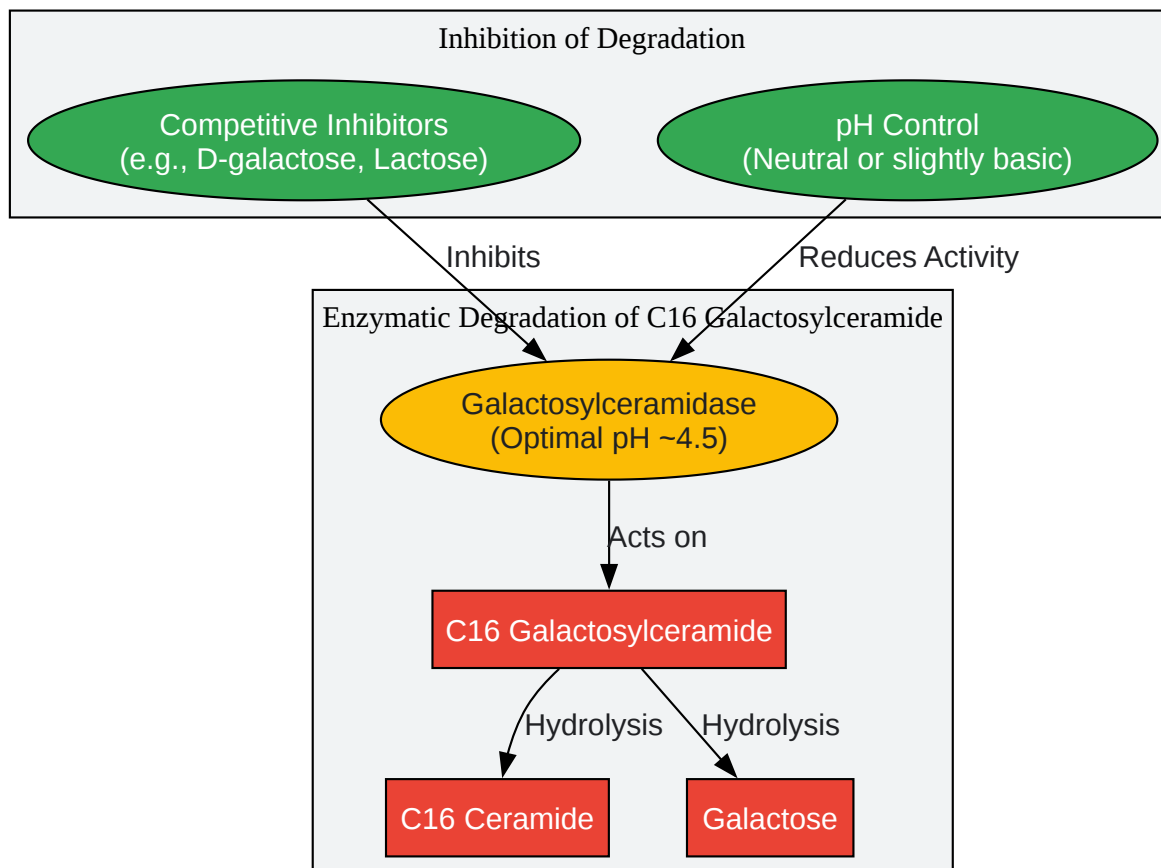 Inhibition of Degradation
Competitive Inhibitors
(e.g., D-galactose, Lactose)
pH Control
(Neutral or slightly basic)
Inhibits
Reduces Activity
Enzymatic Degradation of C16 Galactosylceramide
Galactosylceramidase
(Optimal pH ~4.5)
Acts on
C16 Galactosylceramide
Hydrolysis
Hydrolysis
C16 Ceramide
Galactose